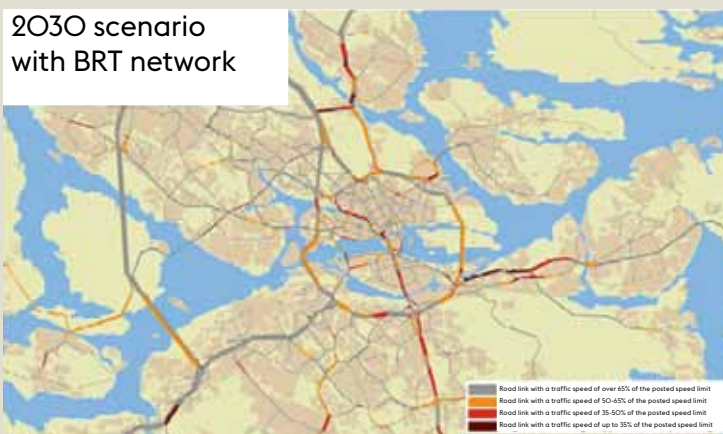 2030 scenario
with BRT network
Road link with a traffic speed of over 65% of the posted speed limit
Road link with a traffic speed of 50-65% of the posted speed limit
Road link with a traffic speed of 35-50% of the posted speed limit
Road link with a traffic speed of up to 35% of the posted speed limit